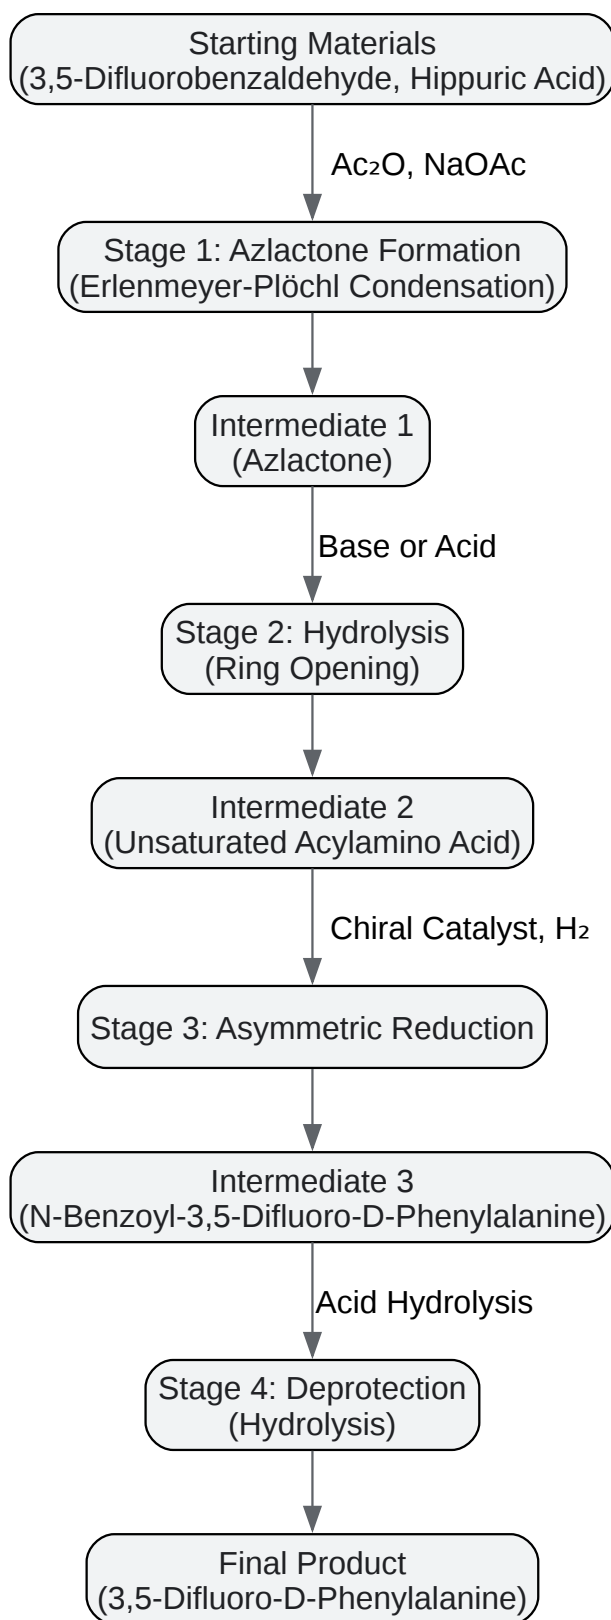 Starting Materials
(3,5-Difluorobenzaldehyde, Hippuric Acid)
Ac₂O, NaOAc
Stage 1: Azlactone Formation
(Erlenmeyer-Plöchl Condensation)
Intermediate 1
(Azlactone)
Base or Acid
Stage 2: Hydrolysis
(Ring Opening)
Intermediate 2
(Unsaturated Acylamino Acid)
Chiral Catalyst, H₂
Stage 3: Asymmetric Reduction
Intermediate 3
(N-Benzoyl-3,5-Difluoro-D-Phenylalanine)
Acid Hydrolysis
Stage 4: Deprotection
(Hydrolysis)
Final Product
(3,5-Difluoro-D-Phenylalanine)